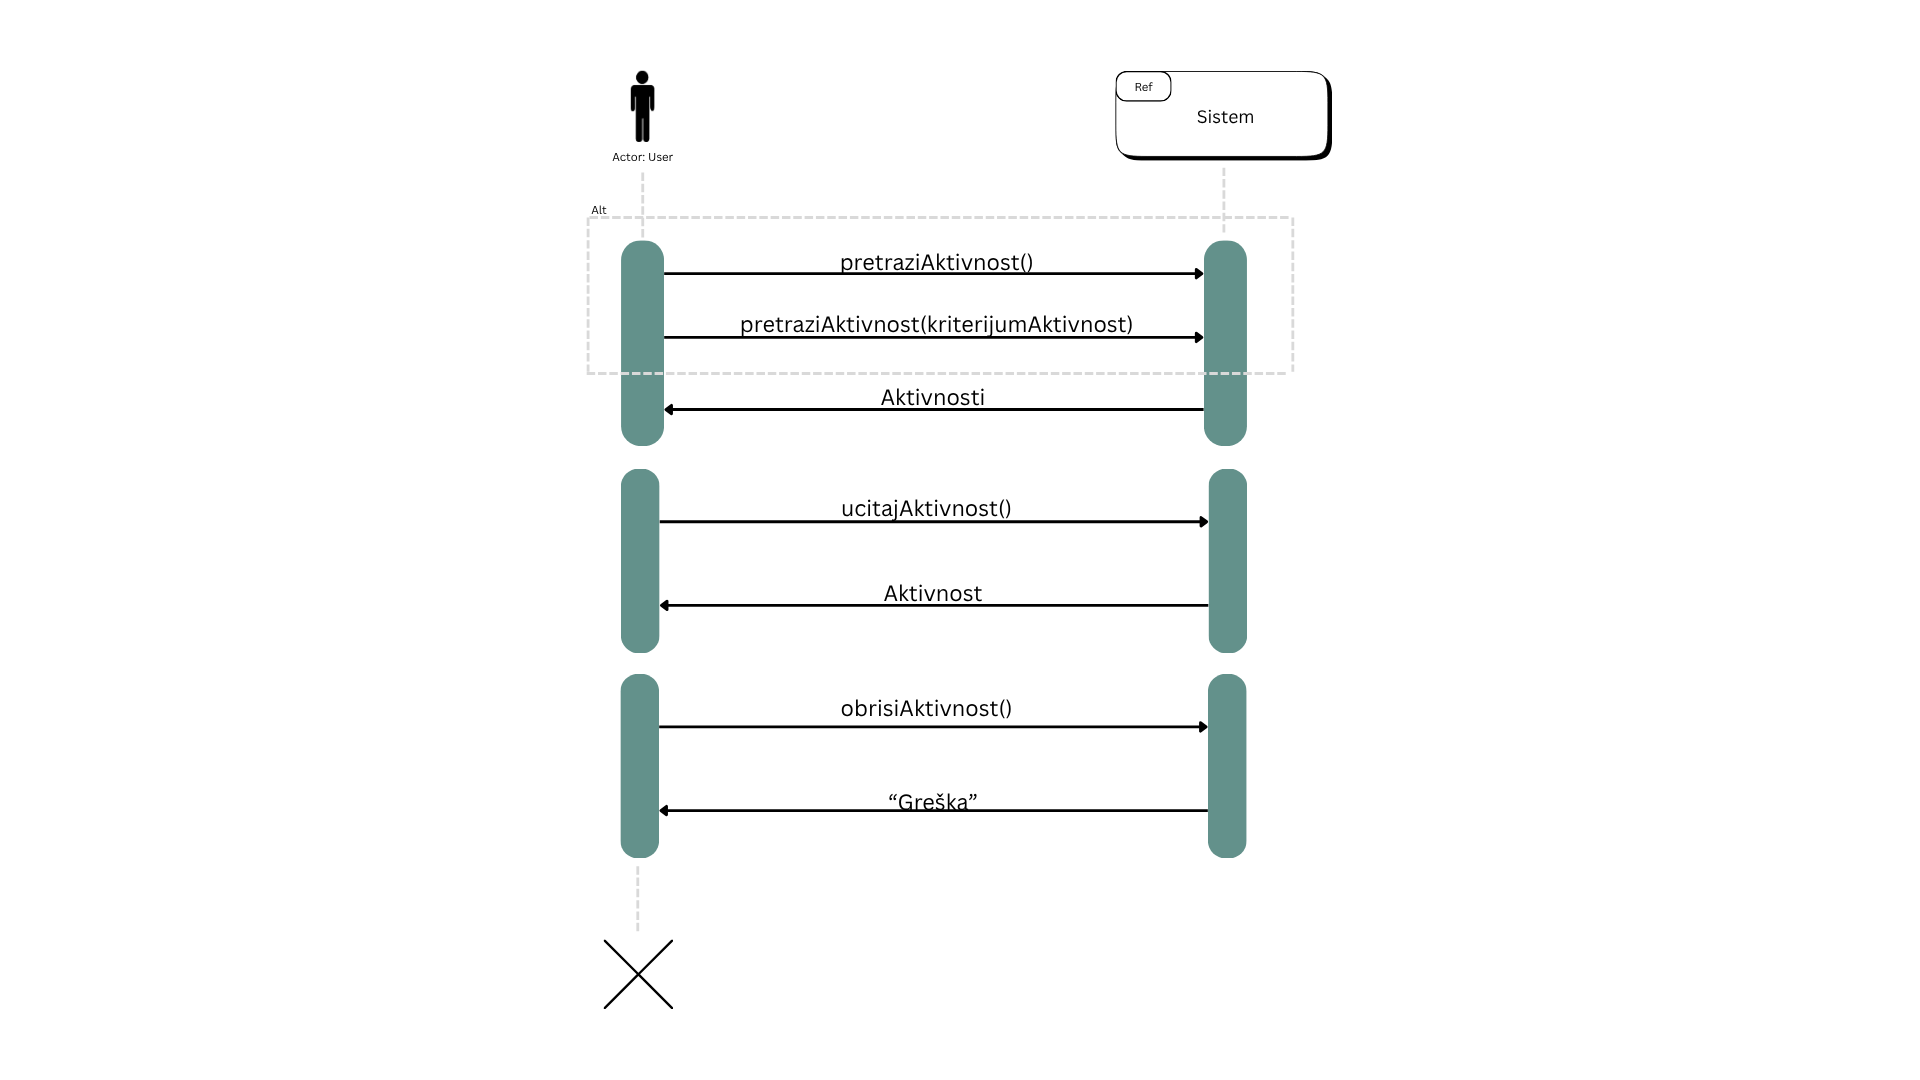 Ref
Sistem
Actor: User
Alt
pretraziAktivnost()
pretraziAktivnost(kriterijumAktivnost)
Aktivnosti
ucitajAktivnost()
Aktivnost
obrisiAktivnost()
“Greška”